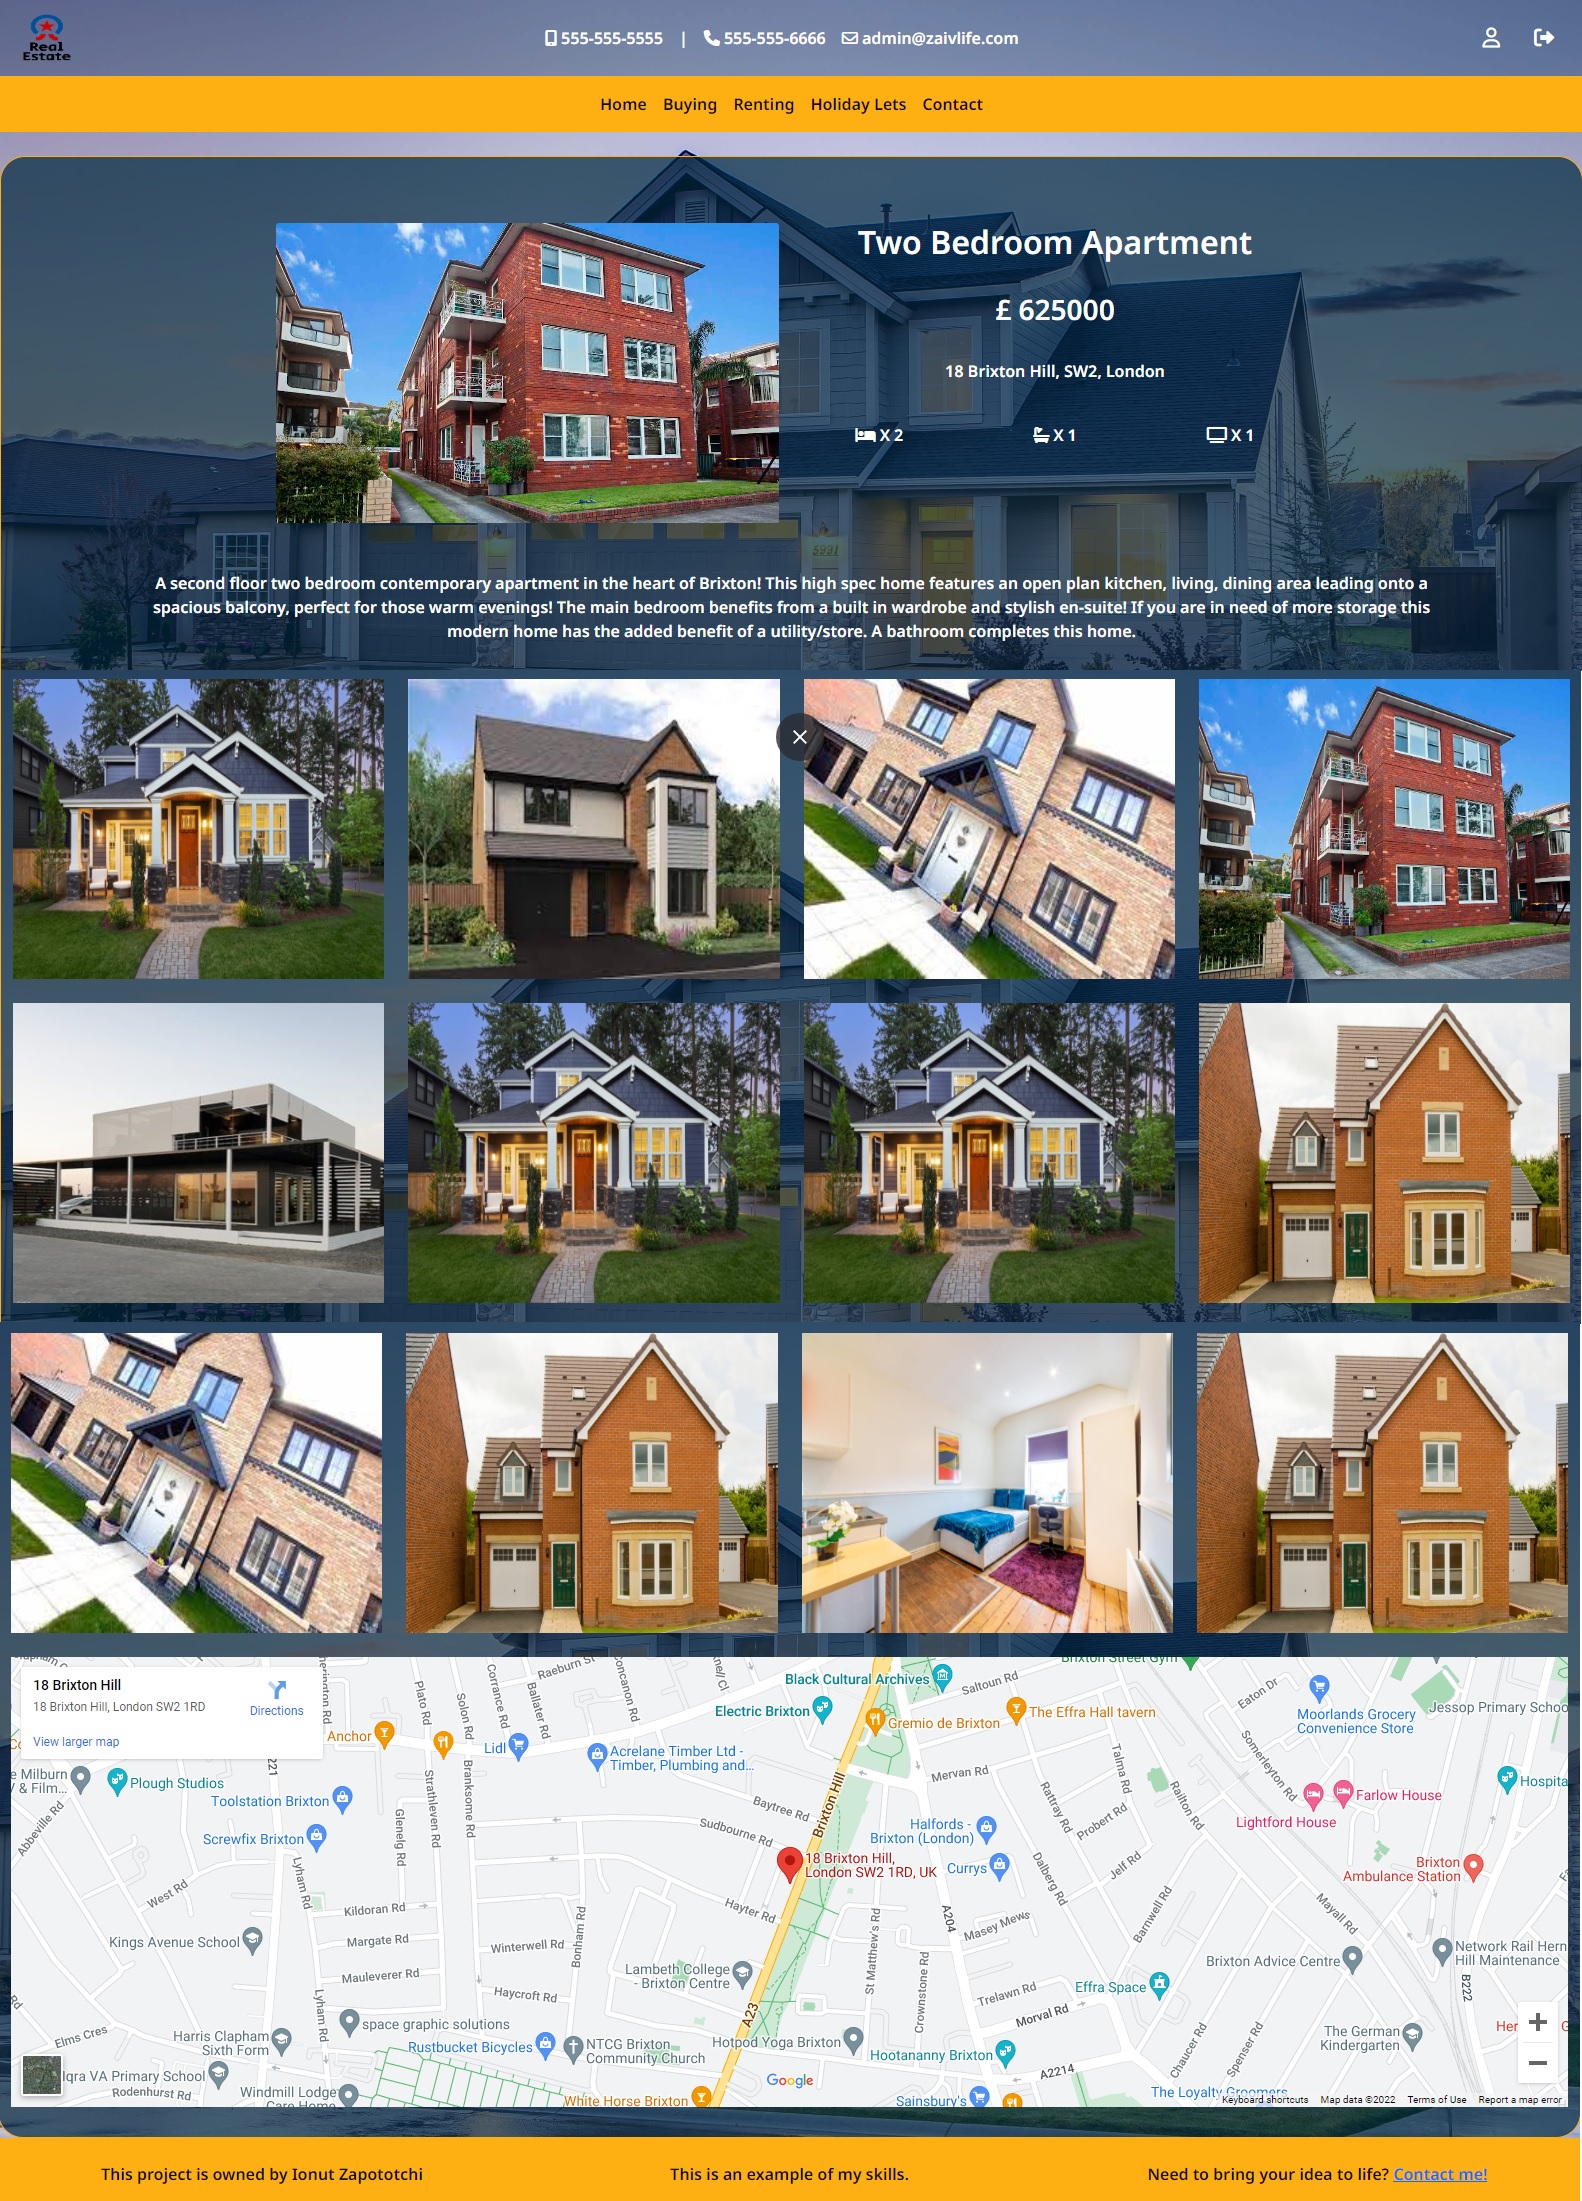 Real
Estate
555-555-5555 | 555-555-6666 admin@zaivlife.com
Home Buying Renting Holiday Lets Contact
Two Bedroom Apartment
£ 625000
18 Brixton Hill, SW2, London
X 2 X 1 X 1
5931
A second floor two bedroom contemporary apartment in the heart of Brixton! This high spec home features an open plan kitchen, living, dining area leading onto a
spacious balcony, perfect for those warm evenings! The main bedroom benefits from a built in wardrobe and stylish en-suite! If you are in need of more storage this
modern home has the added benefit of a utility/store. A bathroom completes this home.
18 Brixton Hill
18 Brixton Hill, London SW2 1RD
Directions
View larger map
Plato Rd
Solon Rd
Corrance Rd
Ballater Rd
Raeburn St
Concanon Rd
Black Cultural Archives
Electric Brixton
Saltoun Rd
Brixton Street Gym
Gremio de Brixton
The Effra Hall tavern
Eaton Dr
Moorlands Grocery
Convenience Store
Jessop Primary Schoo
Anchor
Lidl
Acrelane Timber Ltd -
Timber, Plumbing and...
221
e Milburn
/ & Film...
Plough Studios
Toolstation Brixton
Screwfix Brixton
Abbeville Rd
Strathleven Rd
Branksome Rd
Glenelg Rd
Lyham Rd
Baytree Rd
Sudbourne Rd
Brixton Hill
Mervan Rd
Talma Rd
Rattray Rd
Probert Rd
Railton Rd
Somerleyton Rd
Hospita
Farlow House
Lightford House
Halfords -
Brixton (London)
Currys
18 Brixton Hill,
London SW2 1RD, UK
Dalberg Rd
Jelf Rd
Brixton
Ambulance Station
West Rd
Kildoran Rd
Hayter Rd
Barnwell Rd
Mayall Rd
Kings Avenue School
Margate Rd
Winterwell Rd
Bonham Rd
St Matthew's Rd
A204
Masey Mews
Mauleverer Rd
Lambeth College
- Brixton Centre
Crownstone Rd
Brixton Advice Centre
Network Rail Hern
Hill Maintenance
Haycroft Rd
Effra Space
Trelawn Rd
Morval Rd
B222
Lyham Rd
A23
space graphic solutions
Elms Cres
Harris Clapham
Sixth Form
Rustbucket Bicycles
NTCG Brixton
Community Church
Hotpod Yoga Brixton
Hootananny Brixton
A2214
Chaucer Rd
Spenser Rd
The German
Kindergarten
Her
G
Iqra VA Primary School
Rodenhurst Rd
Windmill Lodge
Care Home
White Horse Brixton
Google
Sainsbury's
The Loyalty Groomers
Keyboard shortcuts Map data ©2022 Terms of Use Report a map error
This project is owned by Ionut Zapototchi This is an example of my skills. Need to bring your idea to life? Contact me!